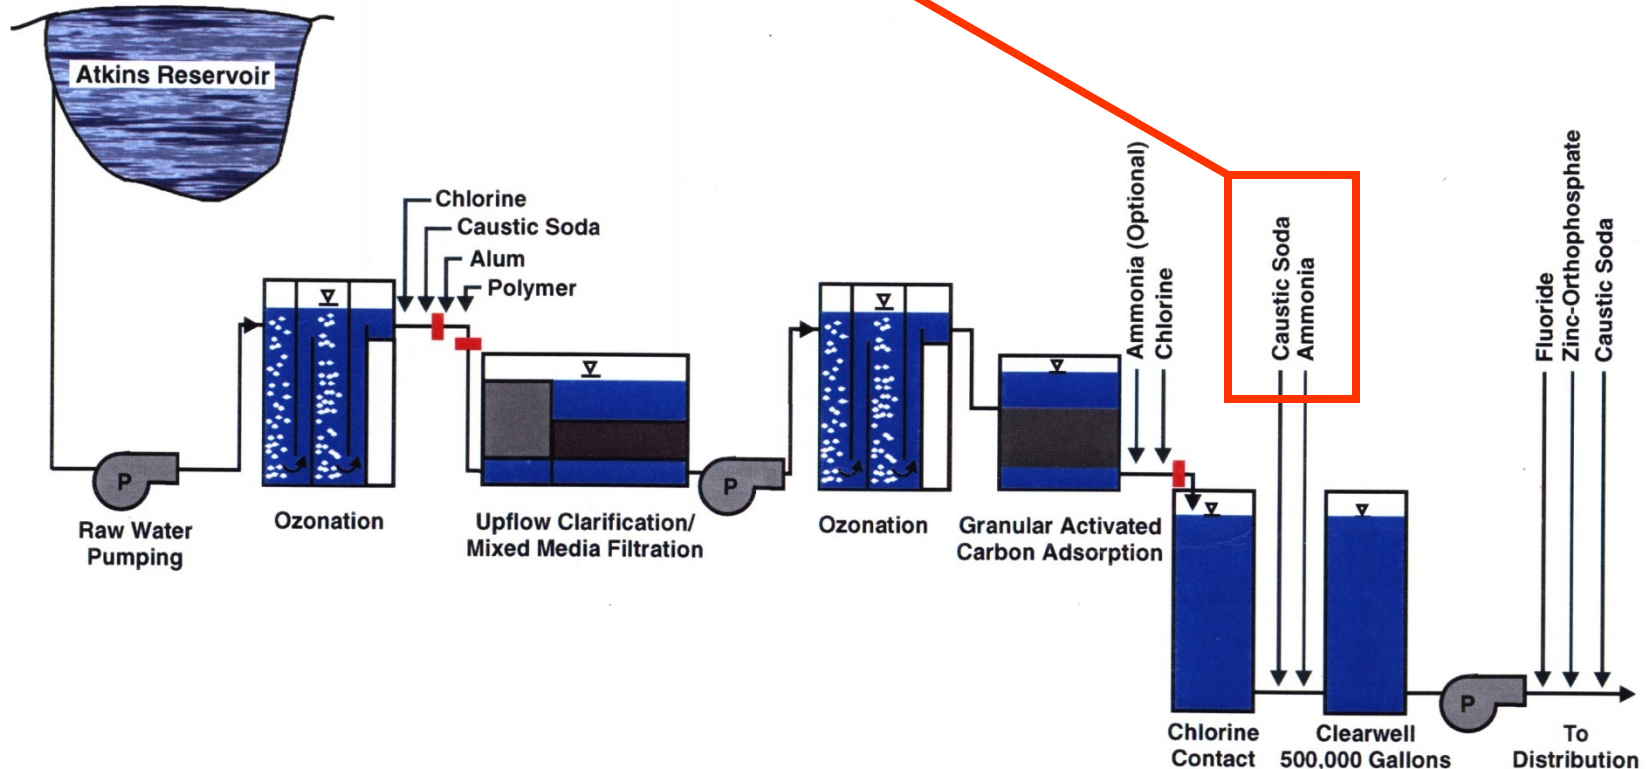 Atkins Reservoir
Chlorine
Caustic Soda
Alum
Polymer
Ammonia (Optional)
Chlorine
Caustic Soda
Ammonia
Fluoride
Zinc-Orthophosphate
Caustic Soda
P
Raw Water
Pumping
Ozonation
Upflow Clarification/
Mixed Media Filtration
P
Ozonation
Granular Activated
Carbon Adsorption
Chlorine
Contact
Clearwell
500,000 Gallons
P
To
Distribution